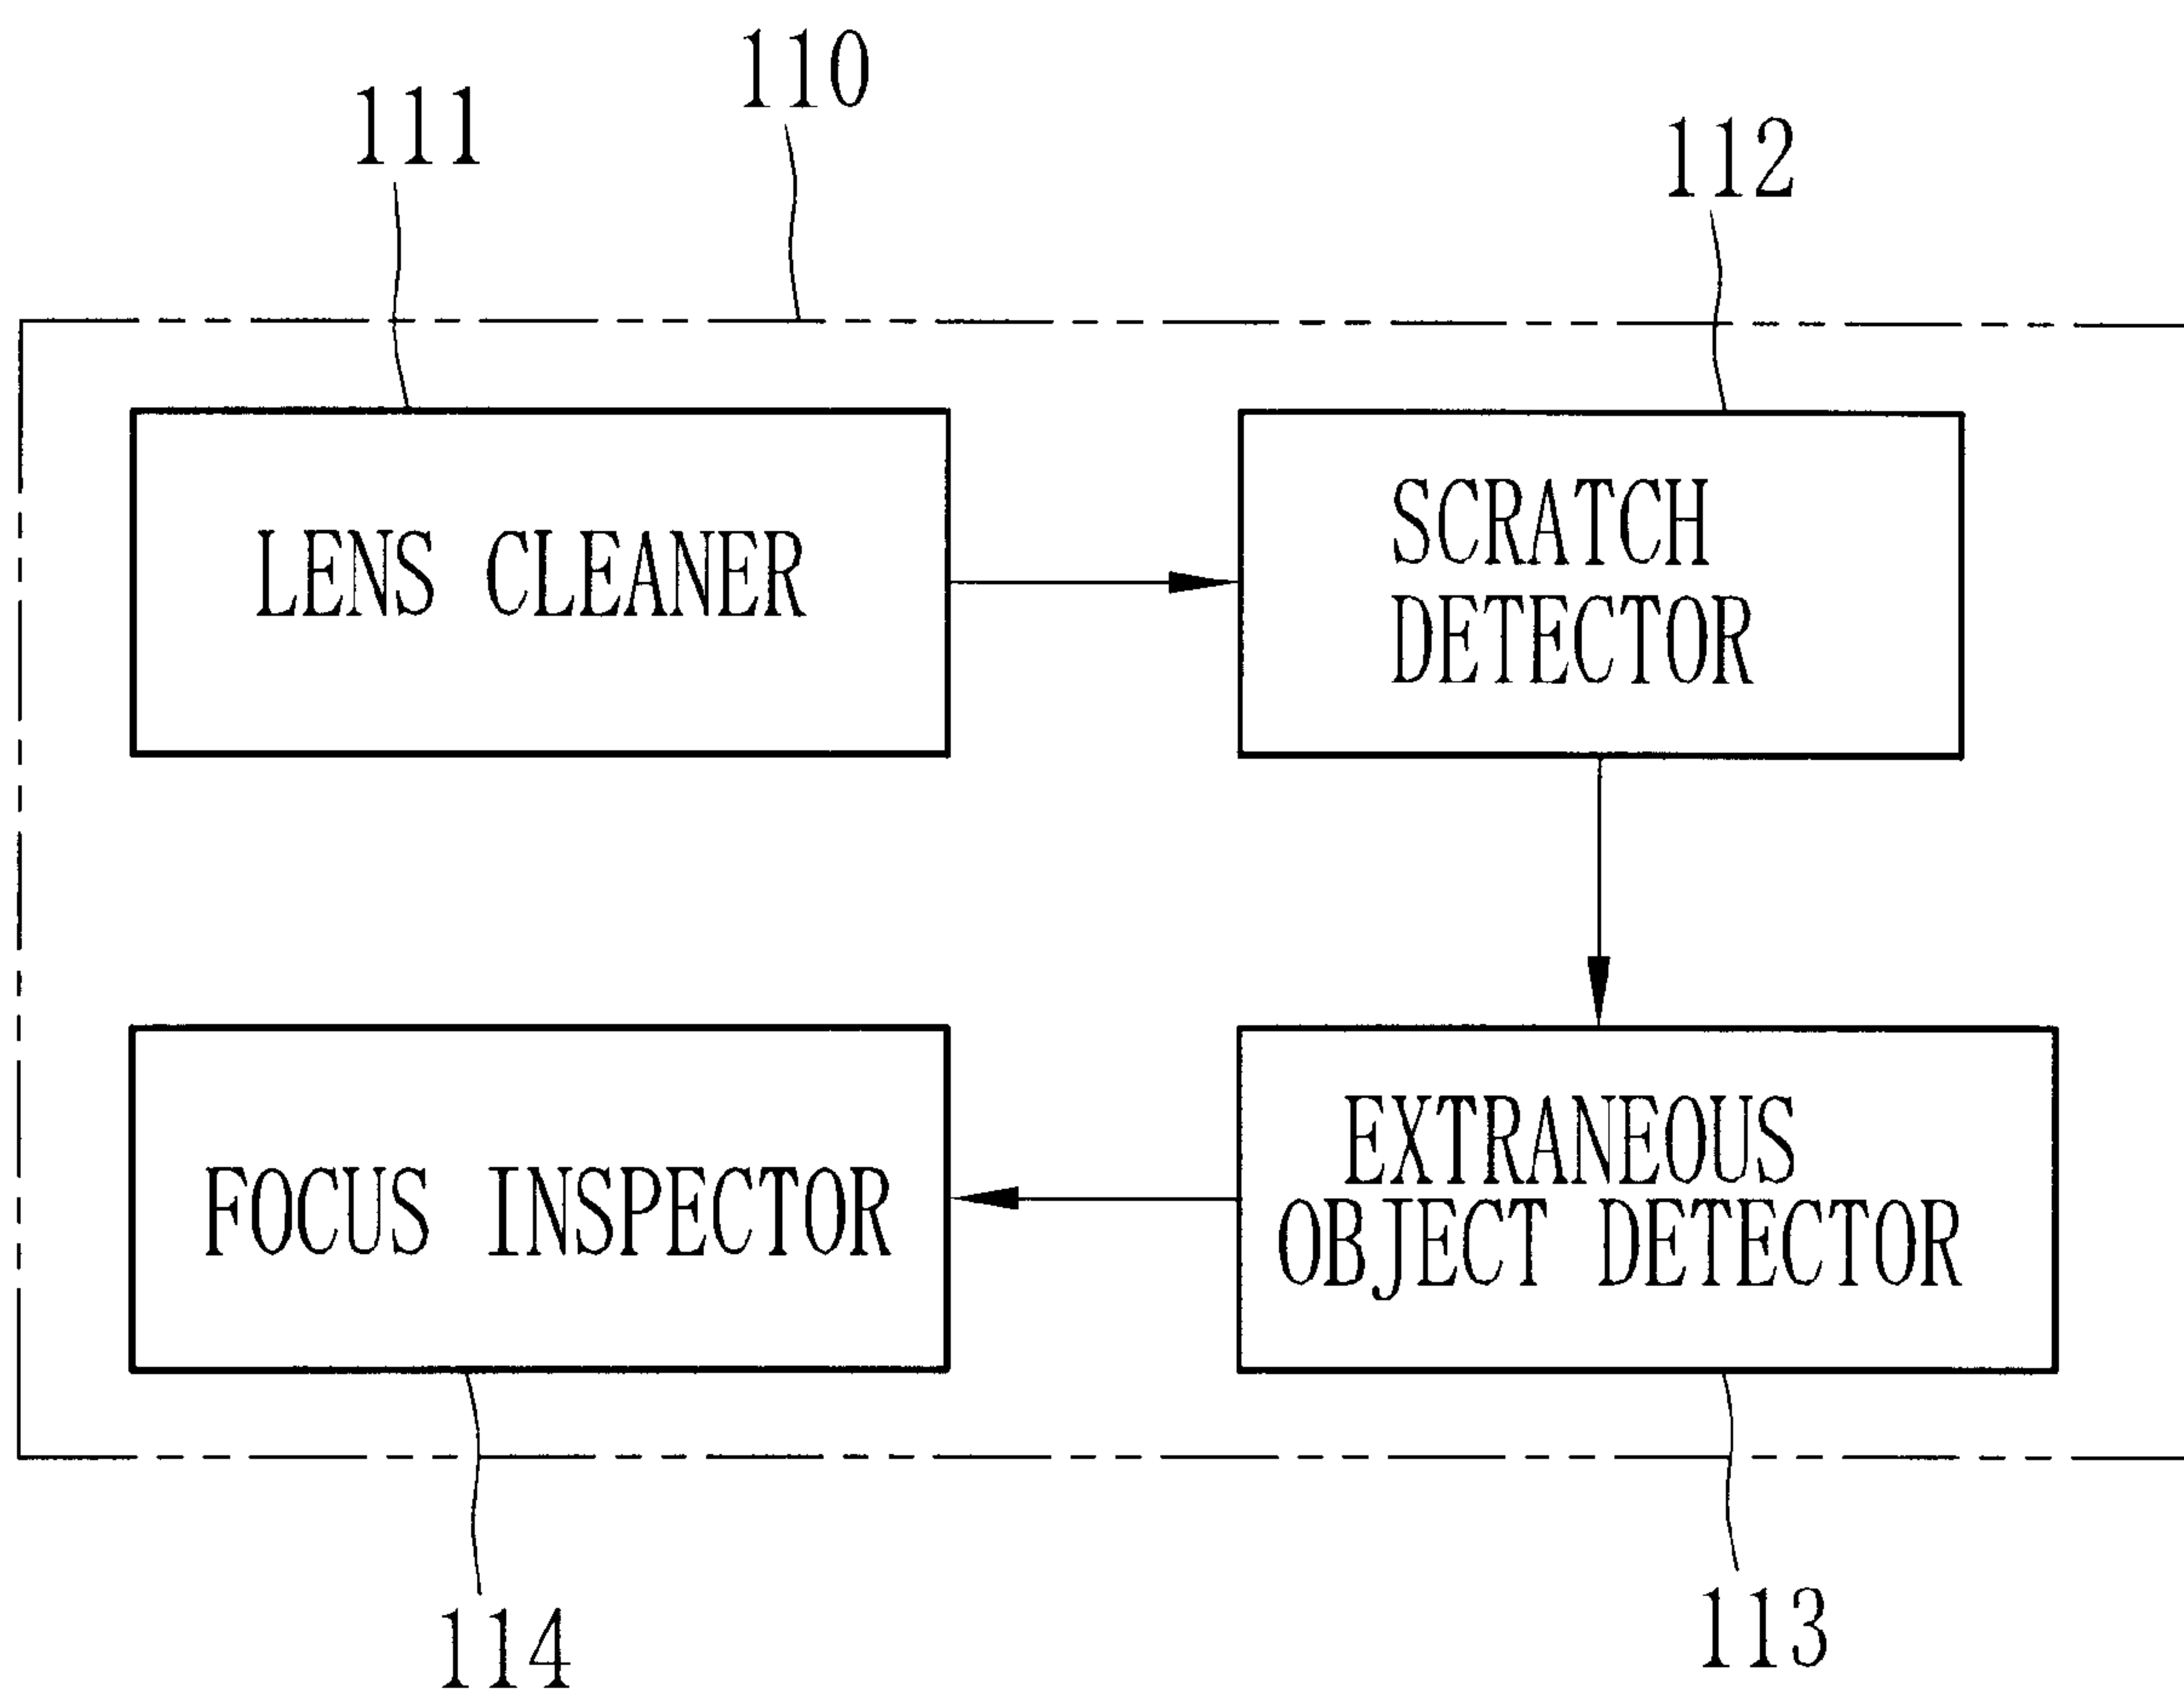 110
111
112
LENS CLEANER
SCRATCH
DETECTOR
FOCUS INSPECTOR
EXTRANEOUS
OBJECT DETECTOR
114
113